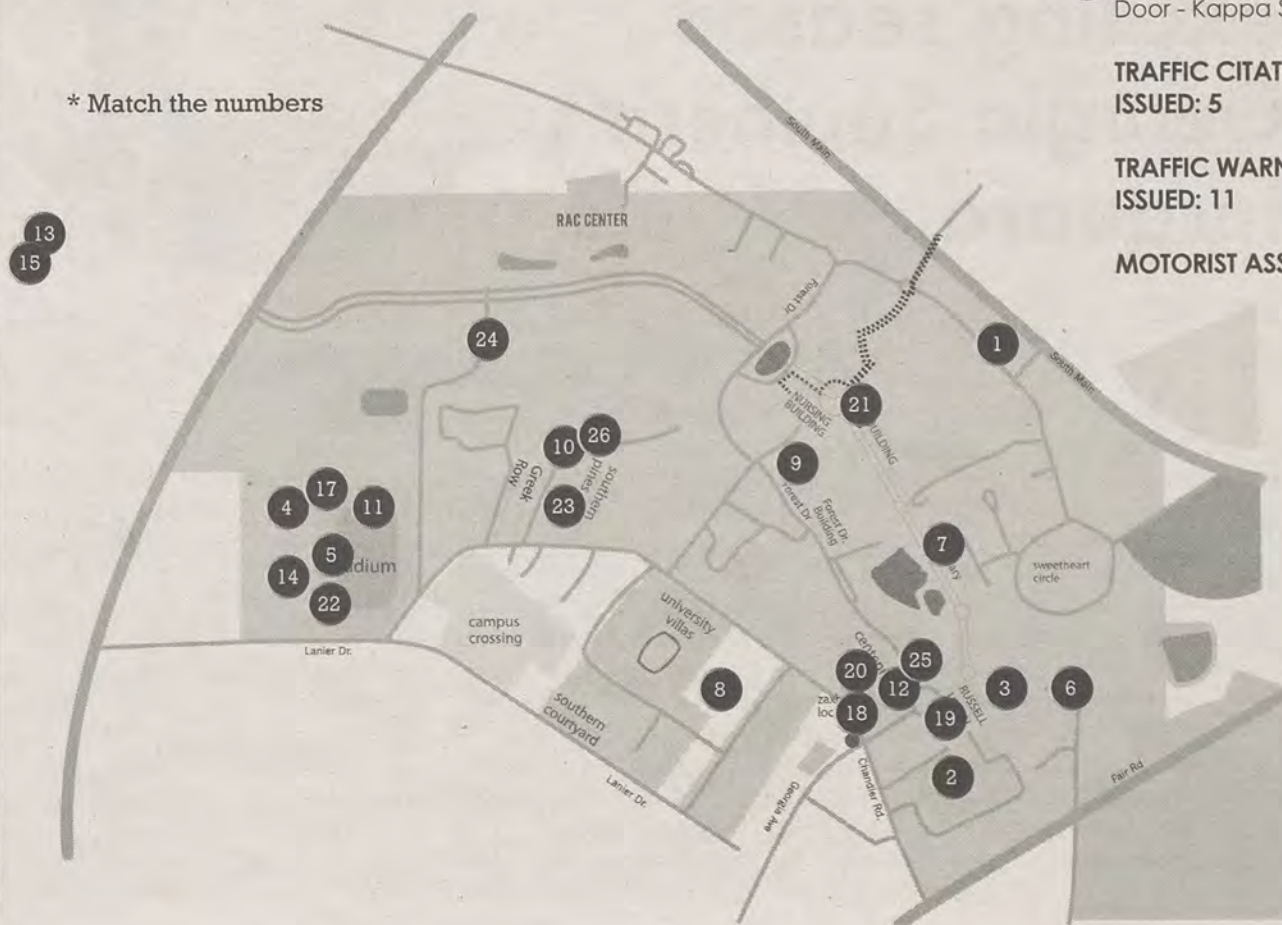 Door - Kappa S
TRAFFIC CITAT
ISSUED: 5
TRAFFIC WARN
ISSUED: 11
MOTORIST ASS
* Match the numbers
South Main
13
15
RAC CENTER
Forest Dr
24
1
South Main
NURSING
BUILDING
21
BUILDING
10
26
9
Greek
Row
southern
pines
17
4
11
23
Forest Dr
Forest Dr.
Building
5
dium
14
22
7
ary
sweetheart
circle
university
villas
campus
crossing
Lanier Dr.
8
20
Centen
25
12
3
6
zax
loc
18
19
RUSSELL
southern
courtyard
2
Lanier Dr.
Georgia Ave
Chandler Rd.
Fair Rd